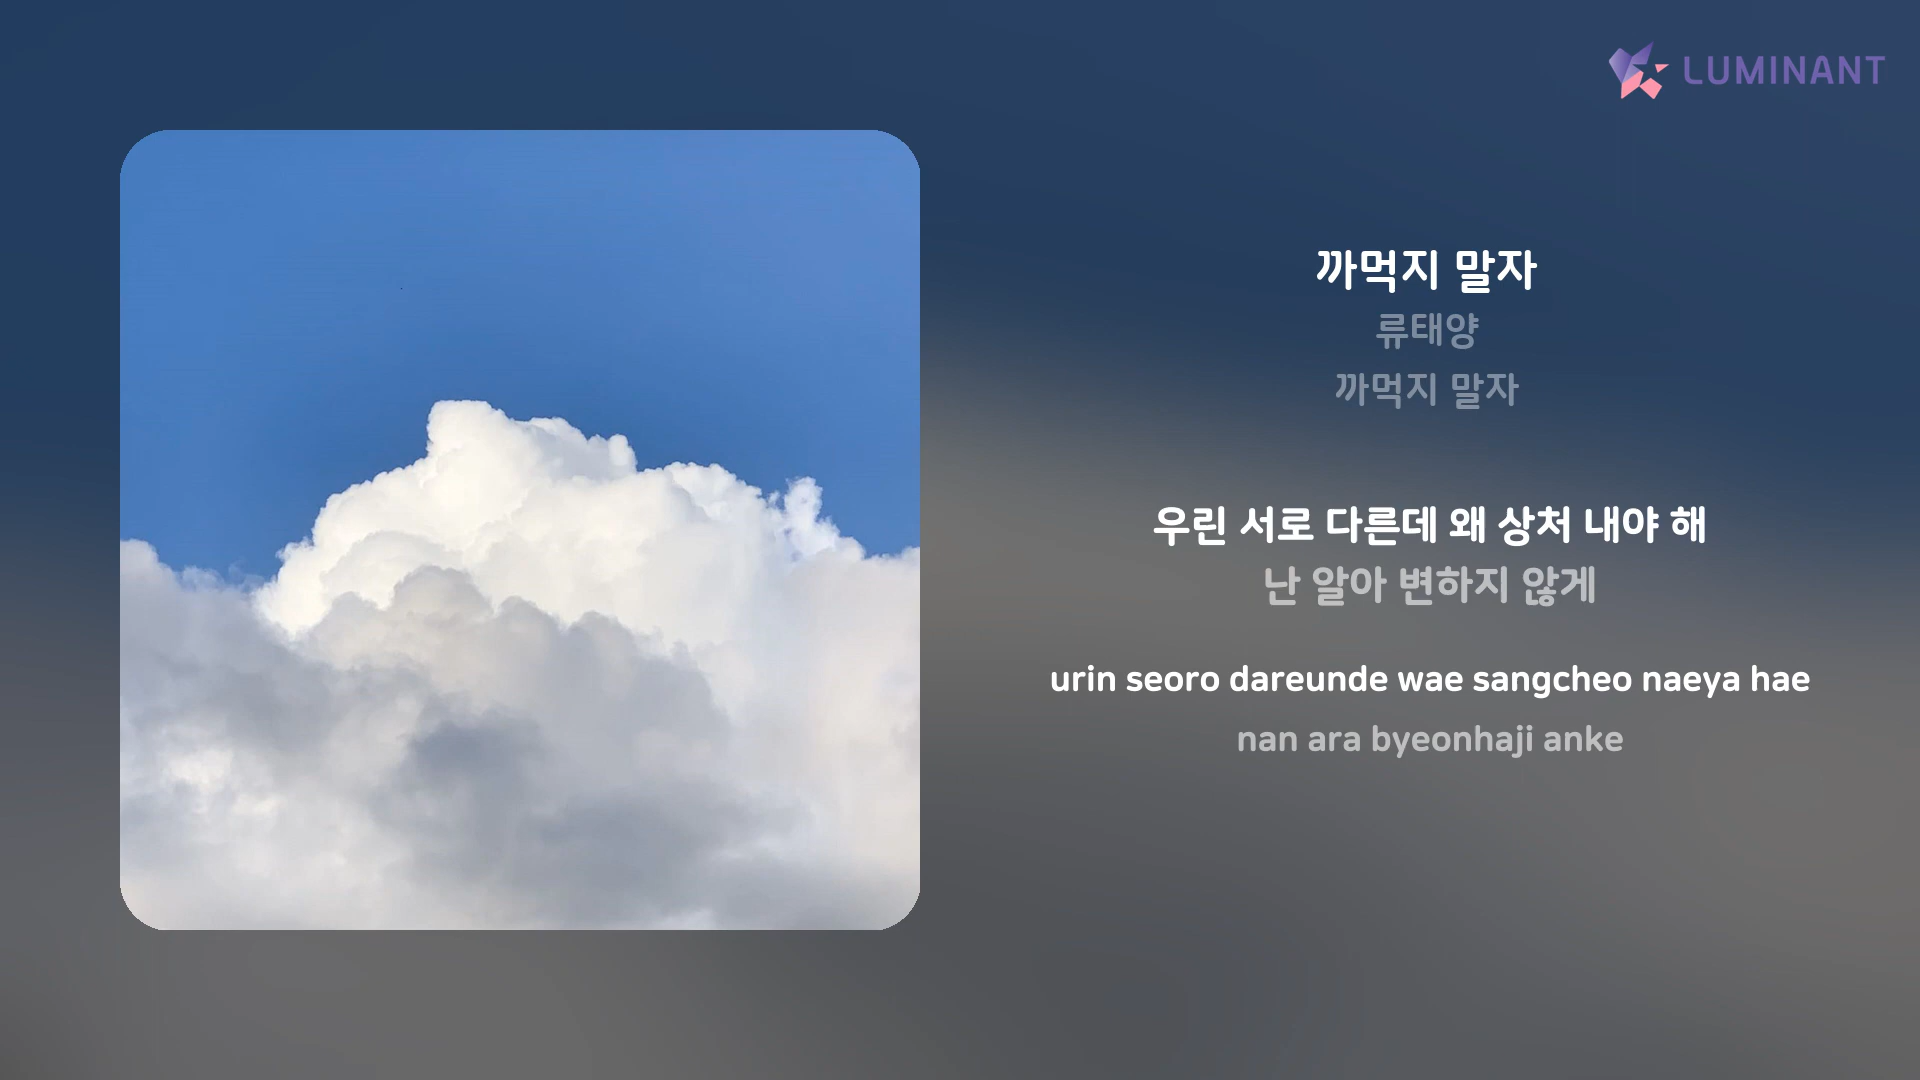 LUMINANT
까먹지 말자
류태양
까먹지 말자
우린 서로 다른데 왜 상처 내야 해
난 알아 변하지 않게
urin seoro dareunde wae sangcheo naeya hae
nan ara byeonhaji anke